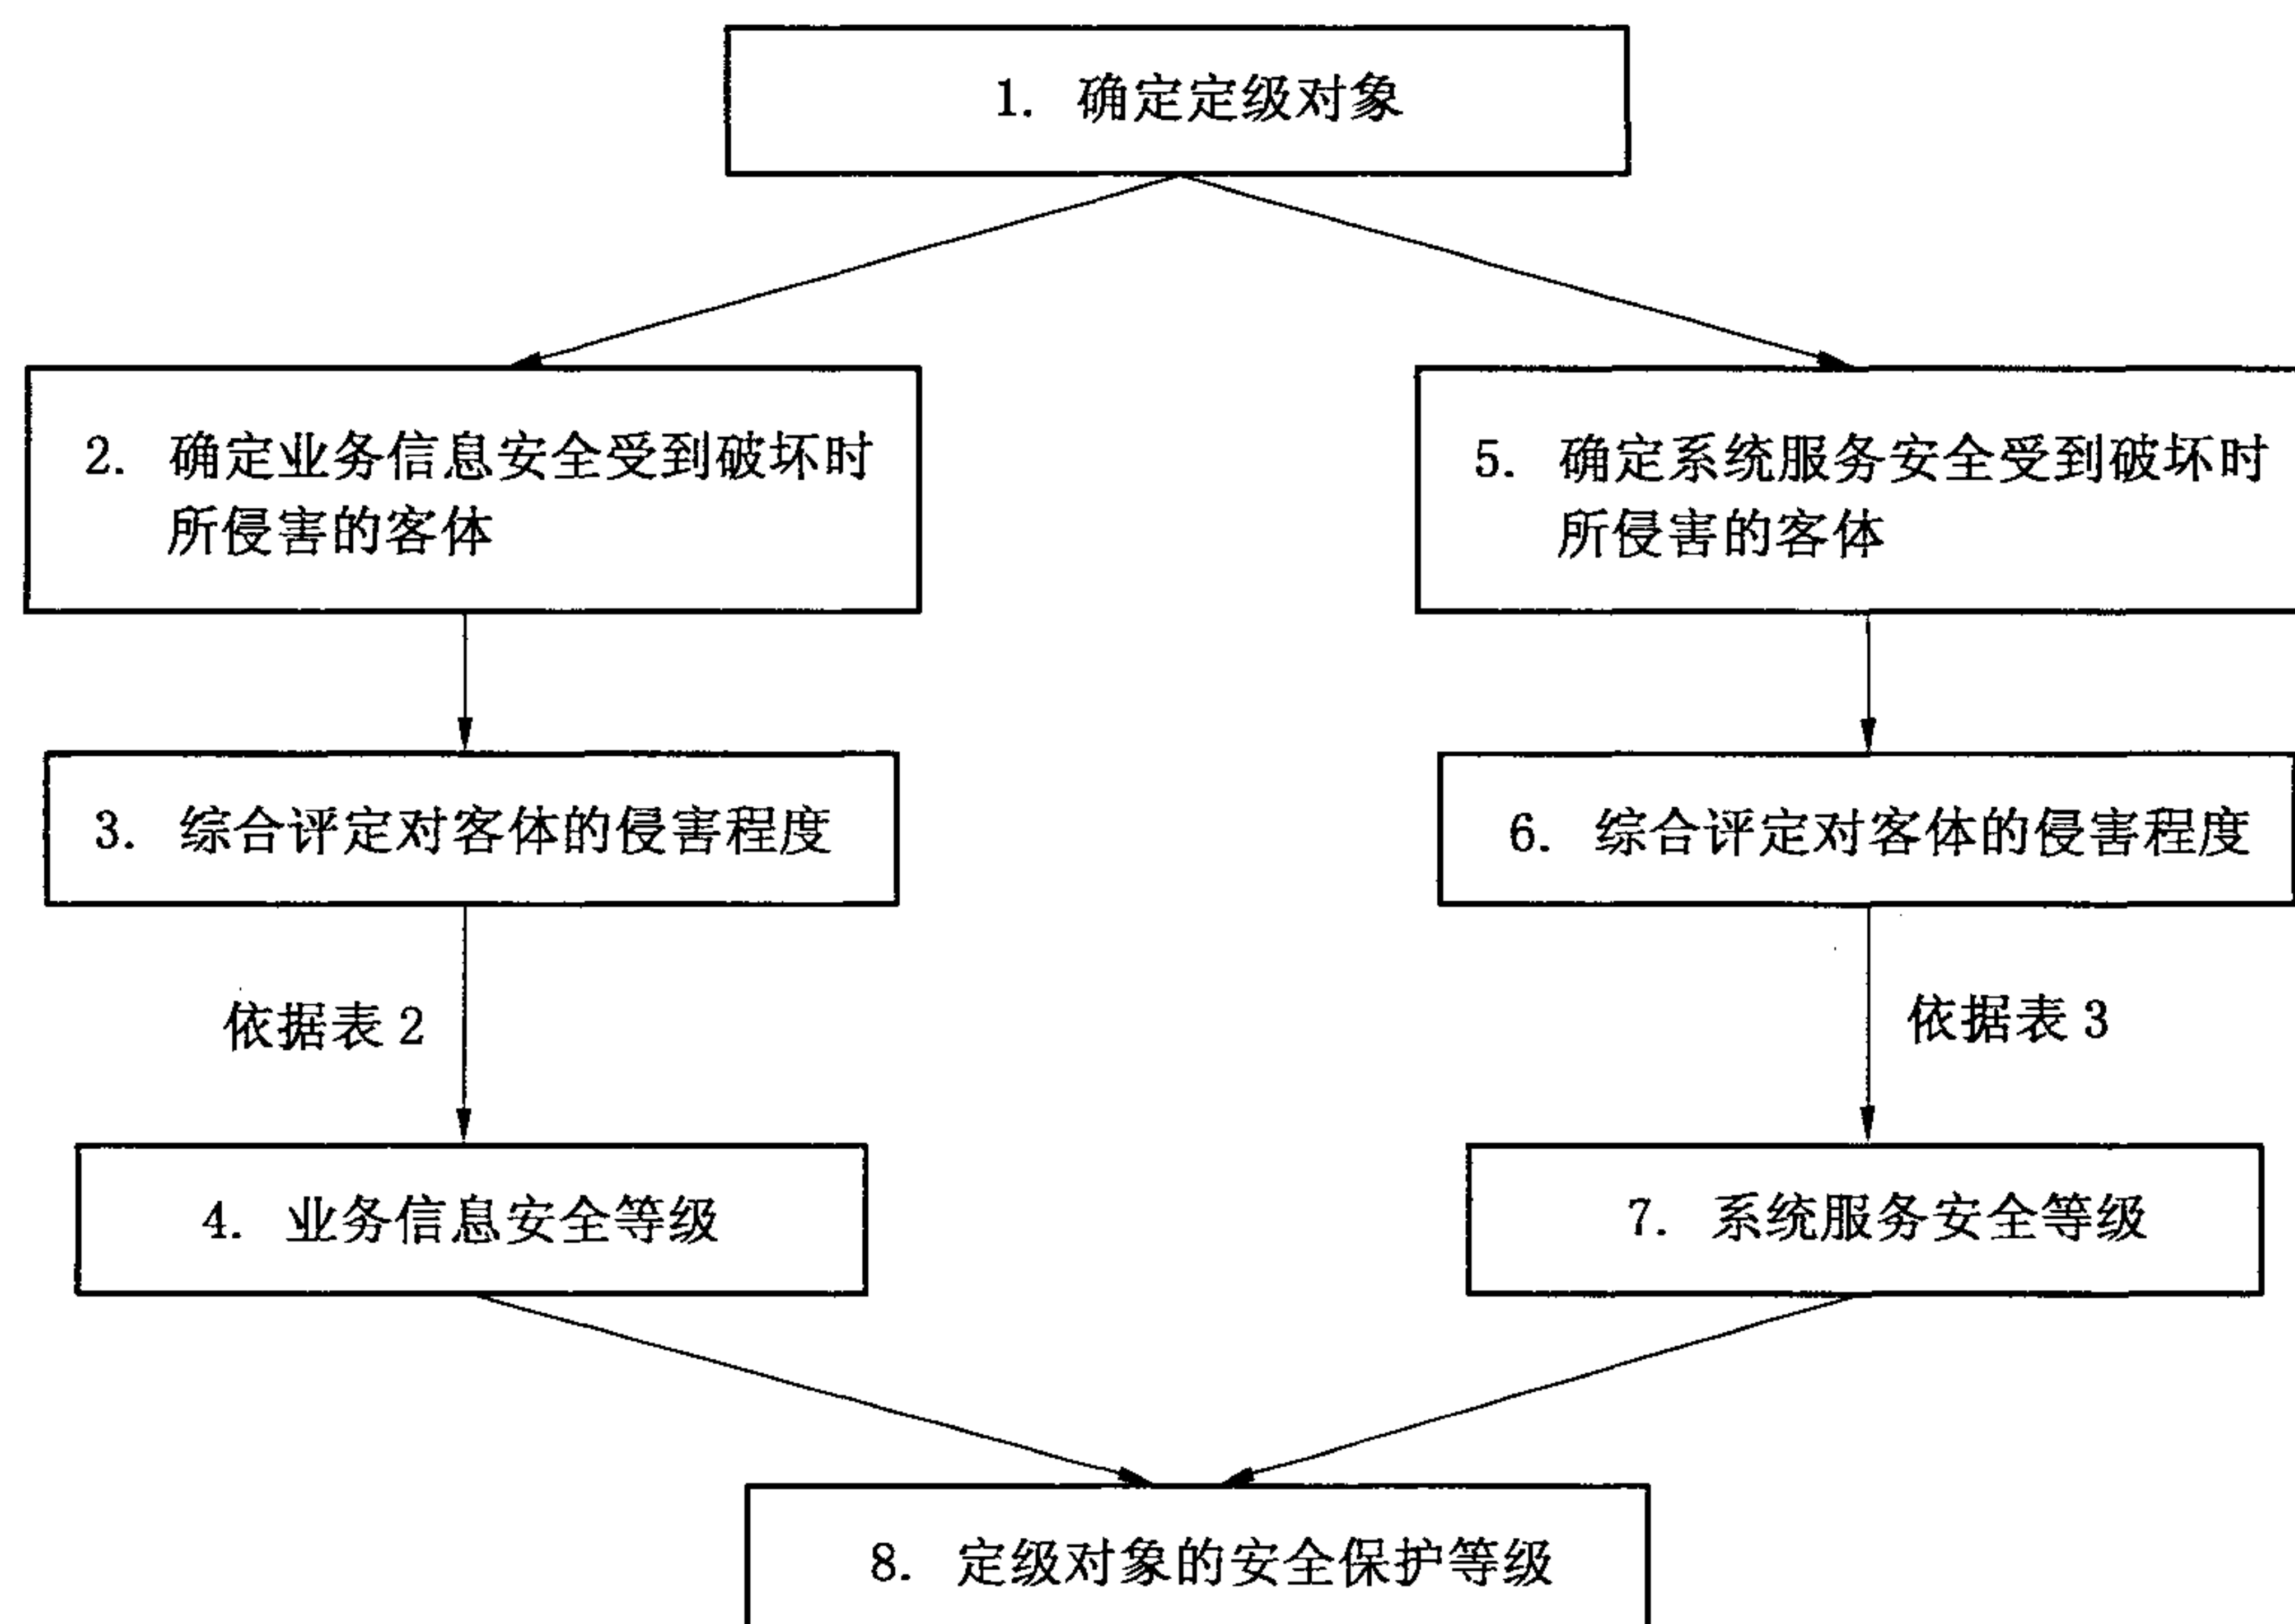 1. 确定定级对象
2. 确定业务信息安全受到破坏时
所侵害的客体
5. 确定系统服务安全受到破坏时
所侵害的客体
3. 综合评定对客体的侵害程度
6. 综合评定对客体的侵害程度
依据表 2
依据表 3
4. 业务信息安全等级
7. 系统服务安全等级
8. 定级对象的安全保护等级